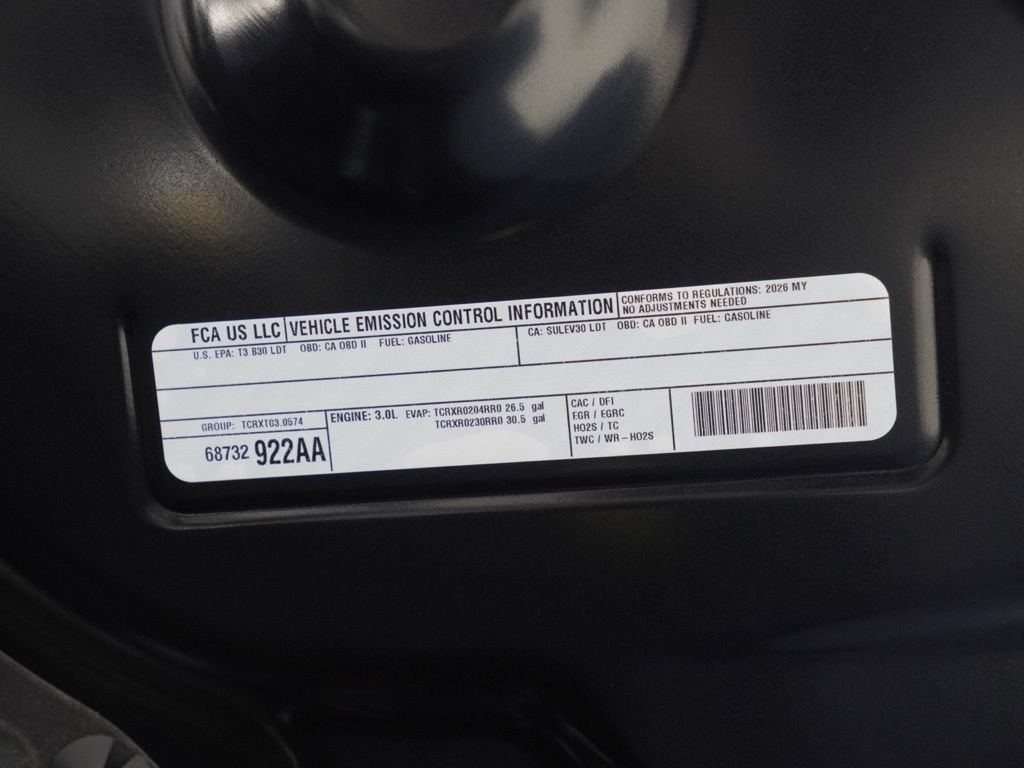 FCA US LLC VEHICLE EMISSION CONTROL INFORMATION
CONFORMS TO REGULATIONS: 2026 MY
NO ADJUSTMENTS NEEDED
U.S. EPA: T3 B30 LDT OBD: CA OBD II FUEL: GASOLINE
CA: SULEV30 LDT OBD: CA OBD II FUEL: GASOLINE
GROUP: TCRXT03.0574
68732 922AA
ENGINE: 3.0L EVAP: TCRXR0204RR0 26.5 gal
TCRXR0230RR0 30.5 gal
CAC / DFI
EGR / EGRC
HO2S / TC
TWC / WR-HO2S